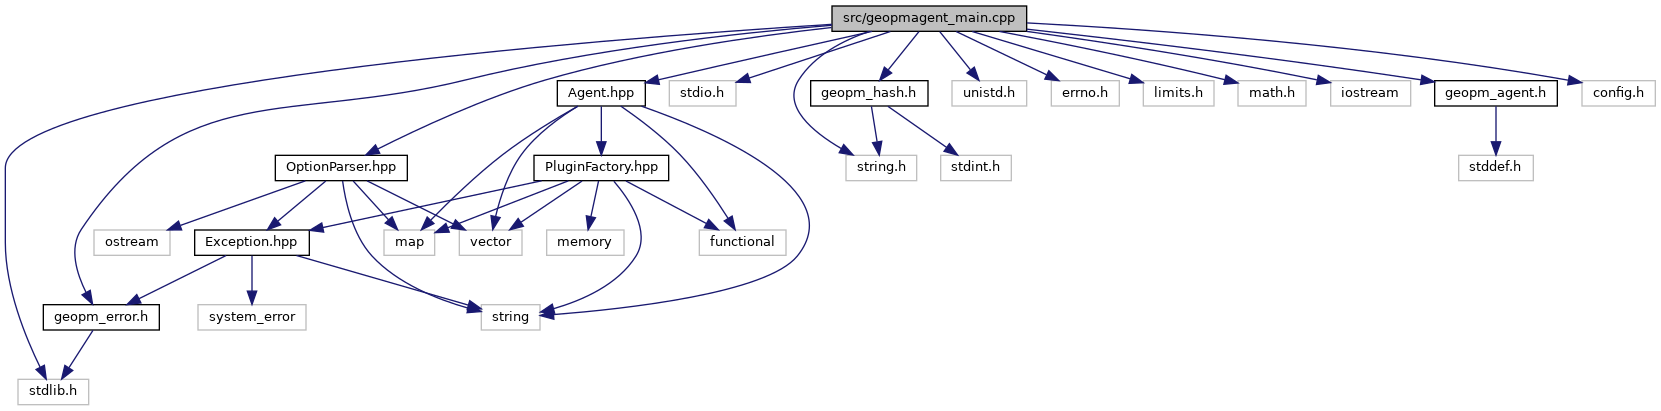 src/geopmagent_main.cpp
Agent.hpp
stdio.h
geopm_hash.h
unistd.h
errno.h
limits.h
math.h
iostream
geopm_agent.h
config.h
OptionParser.hpp
PluginFactory.hpp
string.h
stdint.h
stddef.h
ostream
Exception.hpp
map
vector
memory
functional
geopm_error.h
system_error
string
stdlib.h